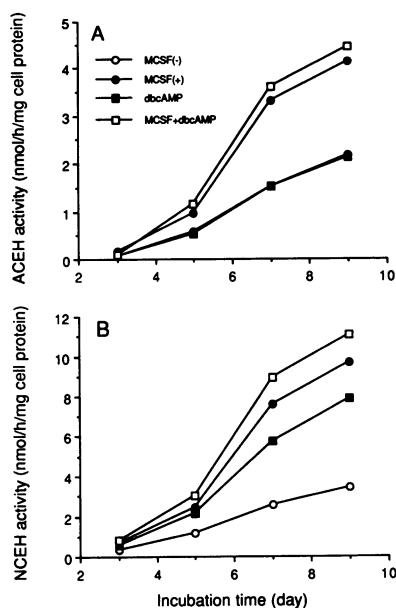 A
MCSF(-)
MCSF(+)
dbcAMP
MCSF+dbcAMP
ACEH activity (nmol/h/mg cell protein)
5
4
3
2
1
0
2 4 6 8 10
B
NCEH activity (nmol/h/mg cell protein)
12
10
8
6
4
2
0
2 4 6 8 10
Incubation time (day)